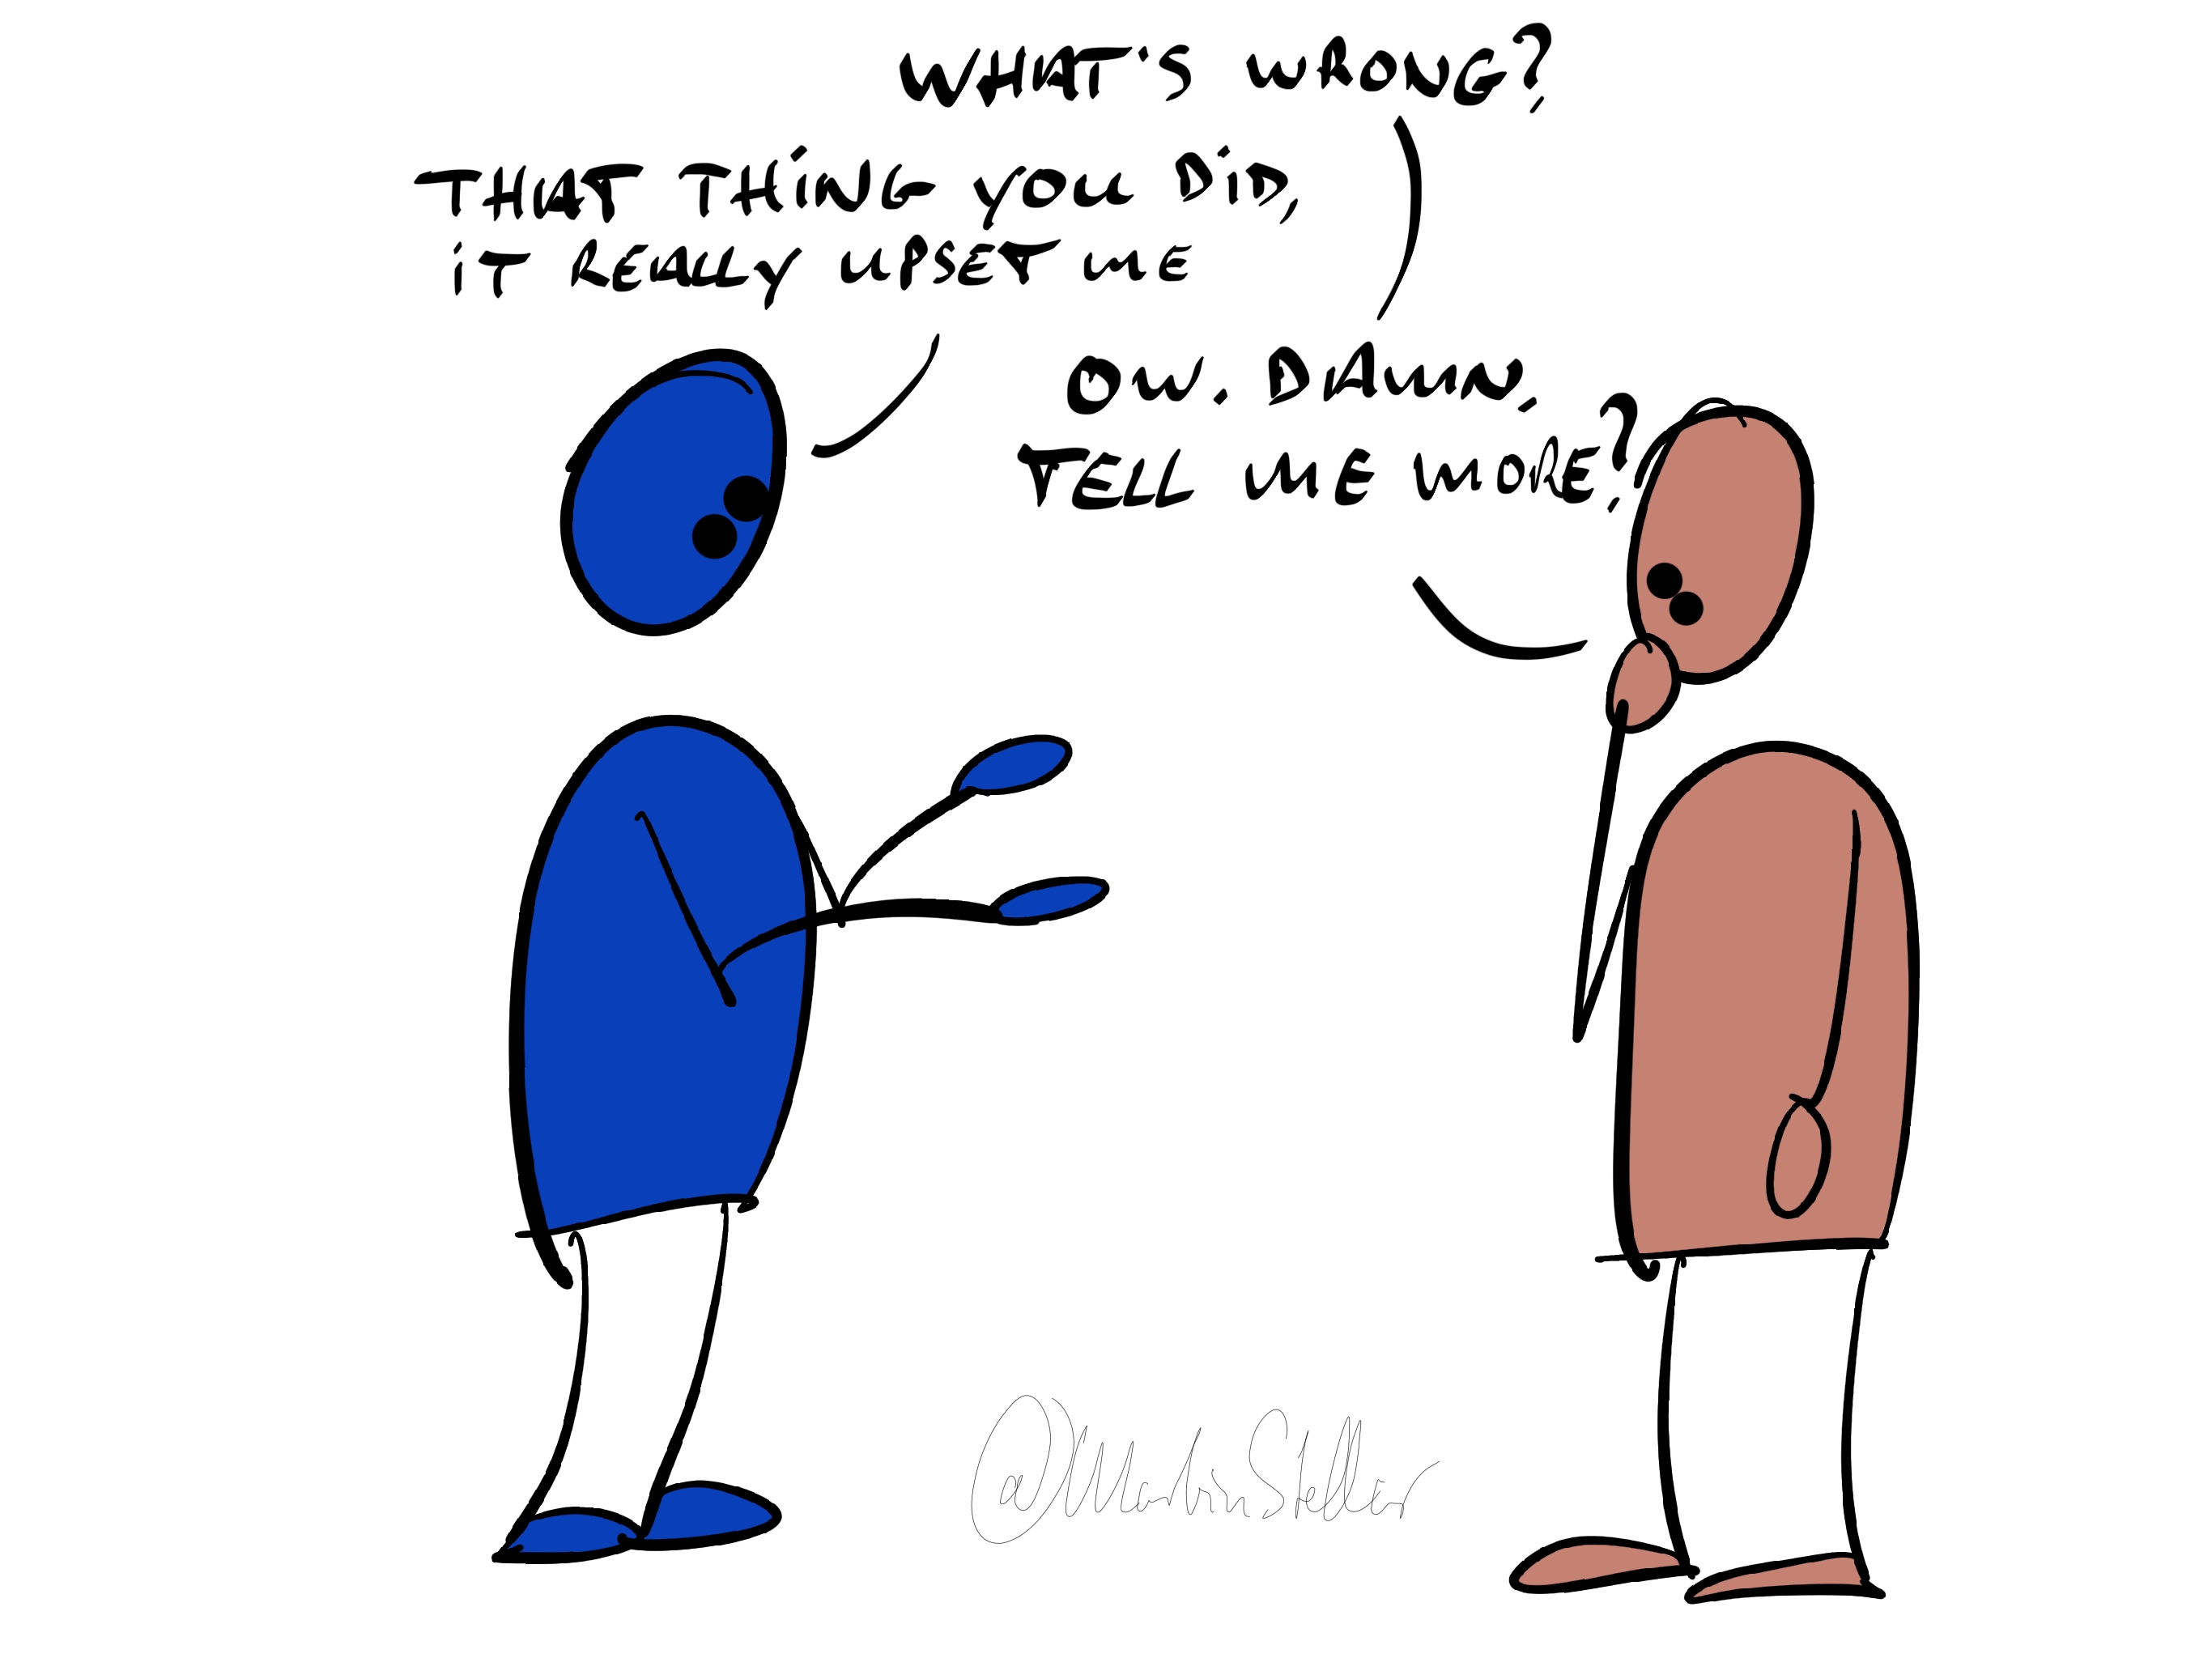 WHAT'S WRONG?
THAT THING YOU DID,
IT REALLY UPSET ME
OW. DAMN.
TELL ME MORE?
@MartinStellar